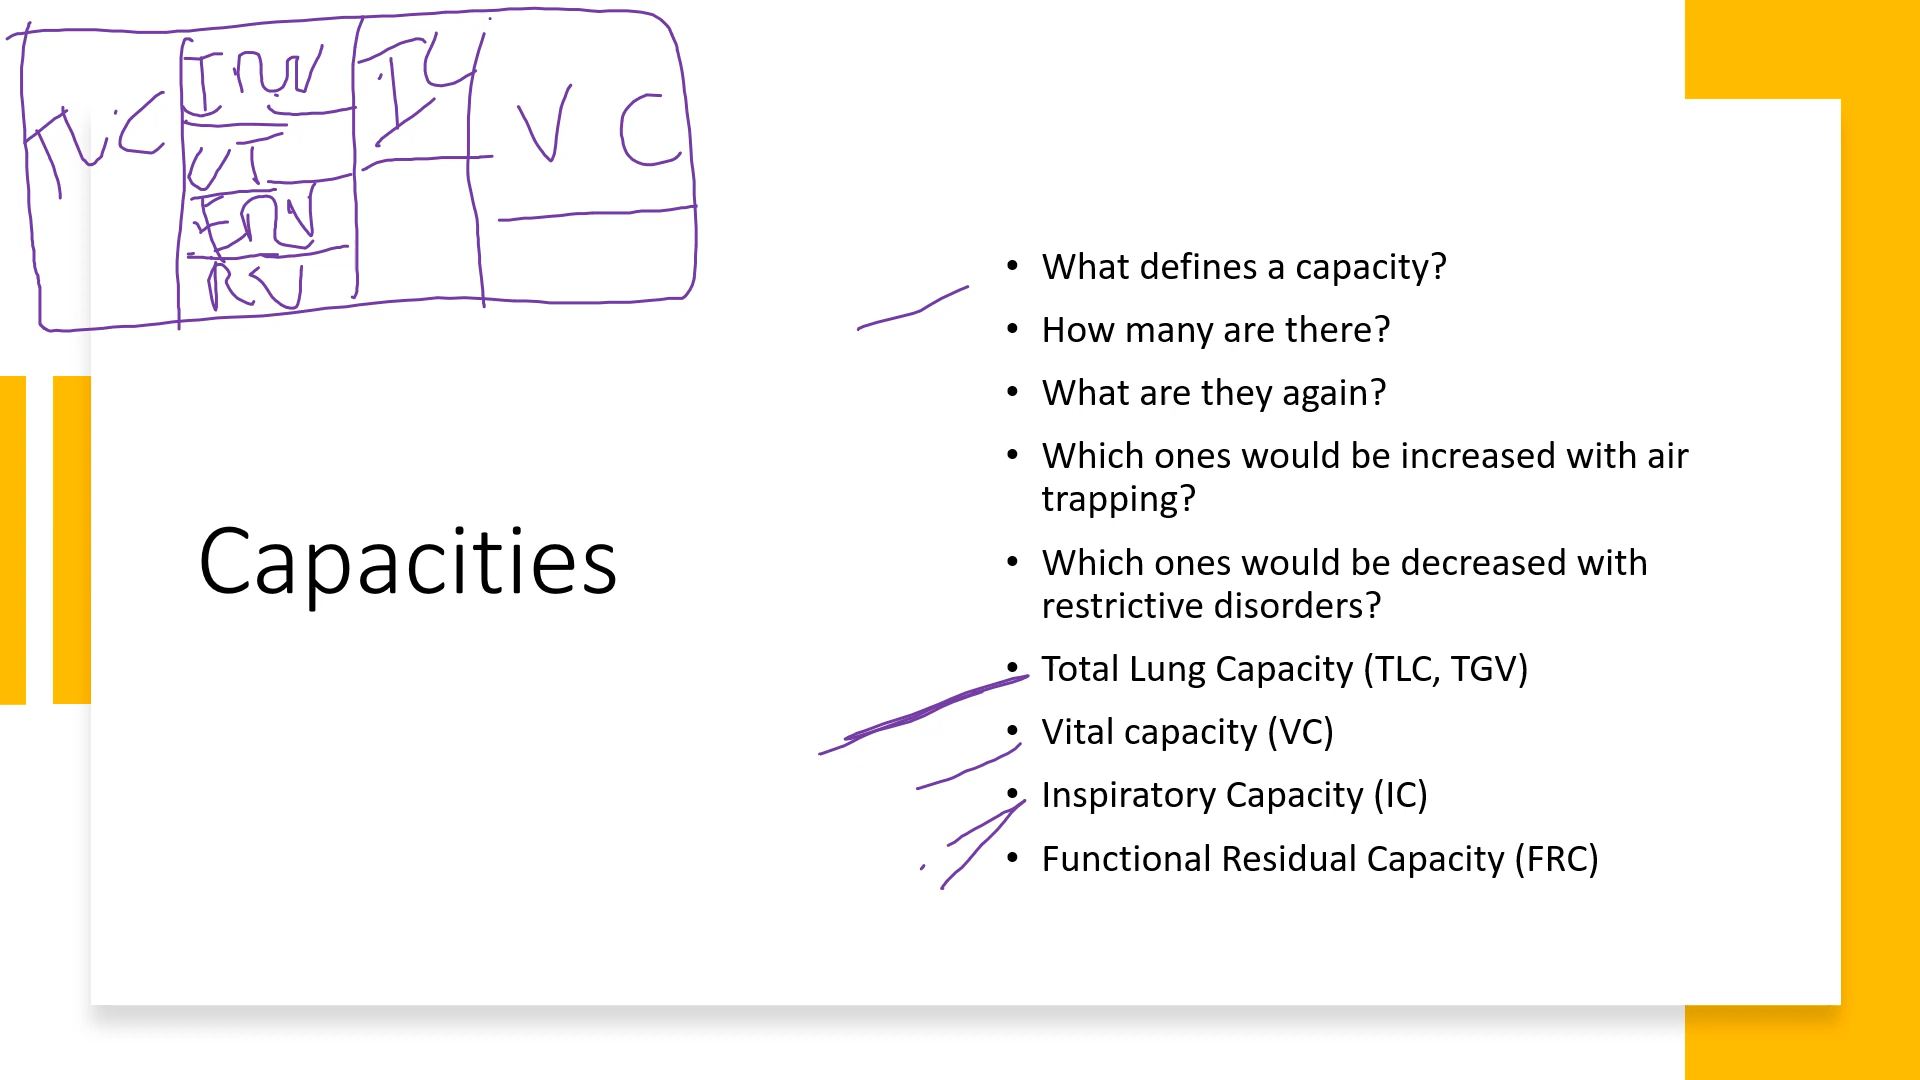 TLC
IRV
VT
ERV
RV
IC
VC
Capacities
• What defines a capacity?
• How many are there?
• What are they again?
• Which ones would be increased with air
trapping?
• Which ones would be decreased with
restrictive disorders?
• Total Lung Capacity (TLC, TGV)
• Vital capacity (VC)
• Inspiratory Capacity (IC)
• Functional Residual Capacity (FRC)